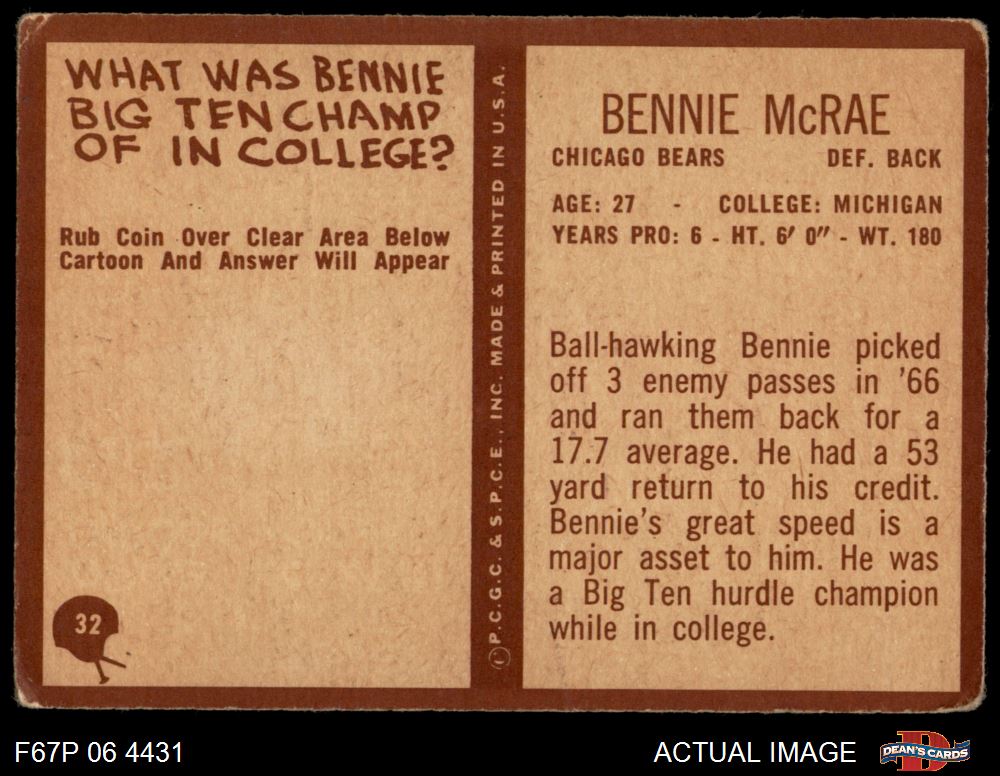 WHAT WAS BENNIE
BIG TEN CHAMP
OF IN COLLEGE?
Rub Coin Over Clear Area Below
Cartoon And Answer Will Appear
32
©P.C.G.C. & S.P.C.E., INC. MADE & PRINTED IN U.S.A.
BENNIE McRAE
CHICAGO BEARS DEF. BACK
AGE: 27 - COLLEGE: MICHIGAN
YEARS PRO: 6 - HT. 6' 0" - WT. 180
Ball-hawking Bennie picked
off 3 enemy passes in '66
and ran them back for a
17.7 average. He had a 53
yard return to his credit.
Bennie's great speed is a
major asset to him. He was
a Big Ten hurdle champion
while in college.
F67P 06 4431
ACTUAL IMAGE
D
DEAN'S CARDS